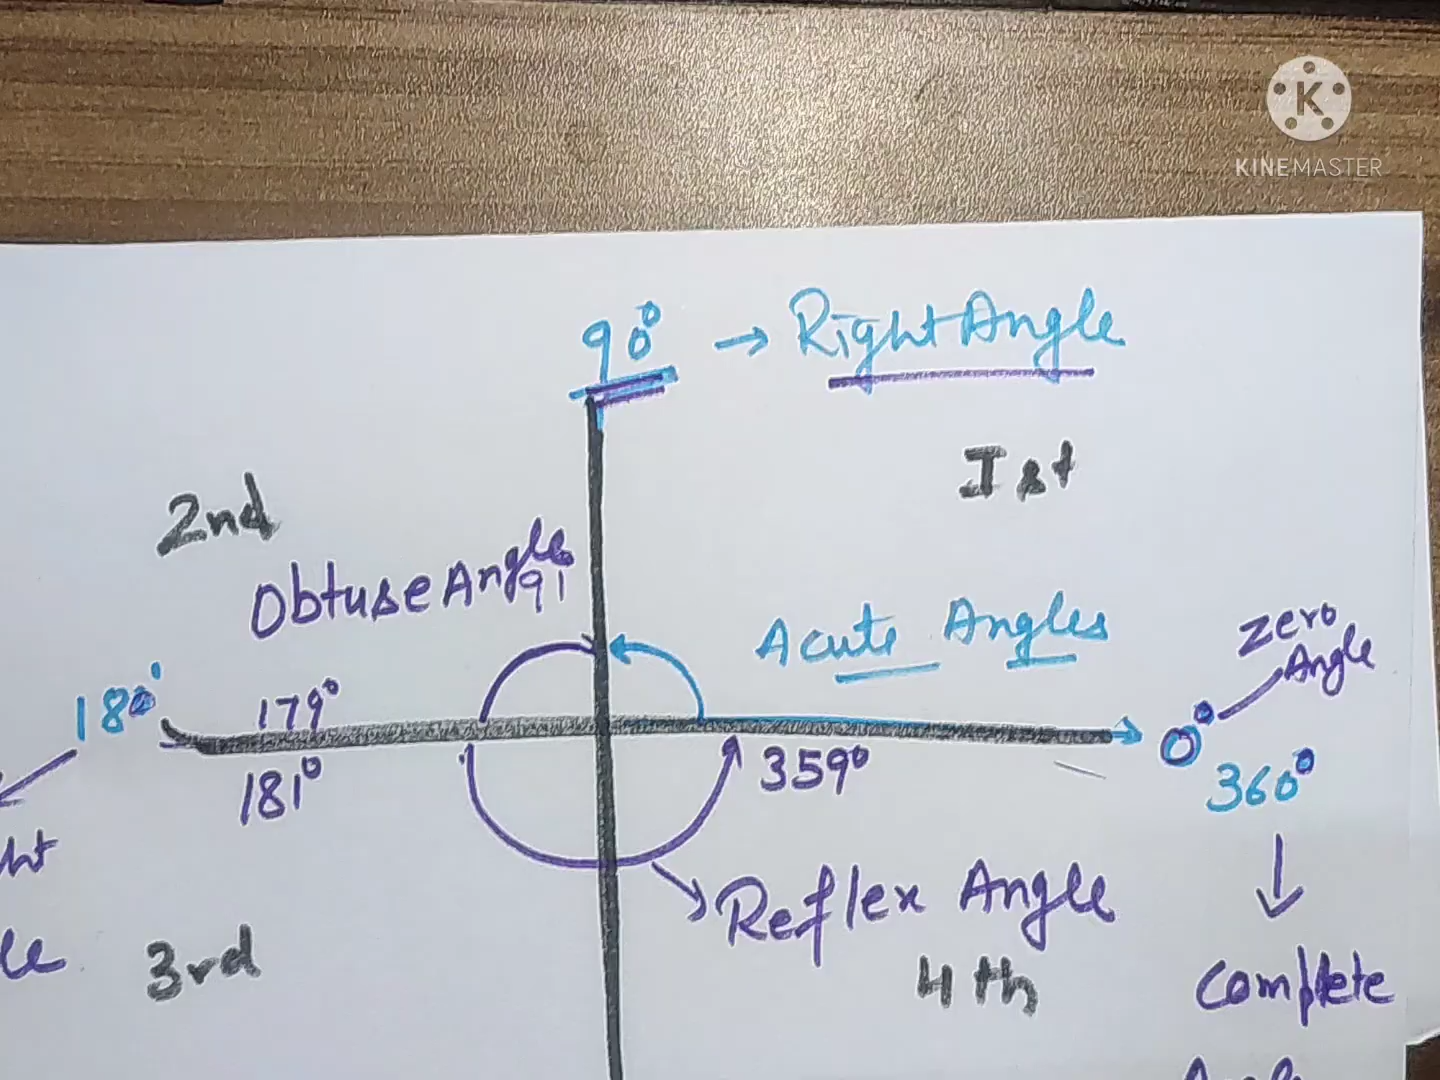 KINEMASTER
90° → Right Angle
Ist
2nd
Obtuse Angle
91
Acute Angles
Zero
Angle
180°
179°
0°
181°
359°
360°
Reflex Angle
3rd
4th
Complete